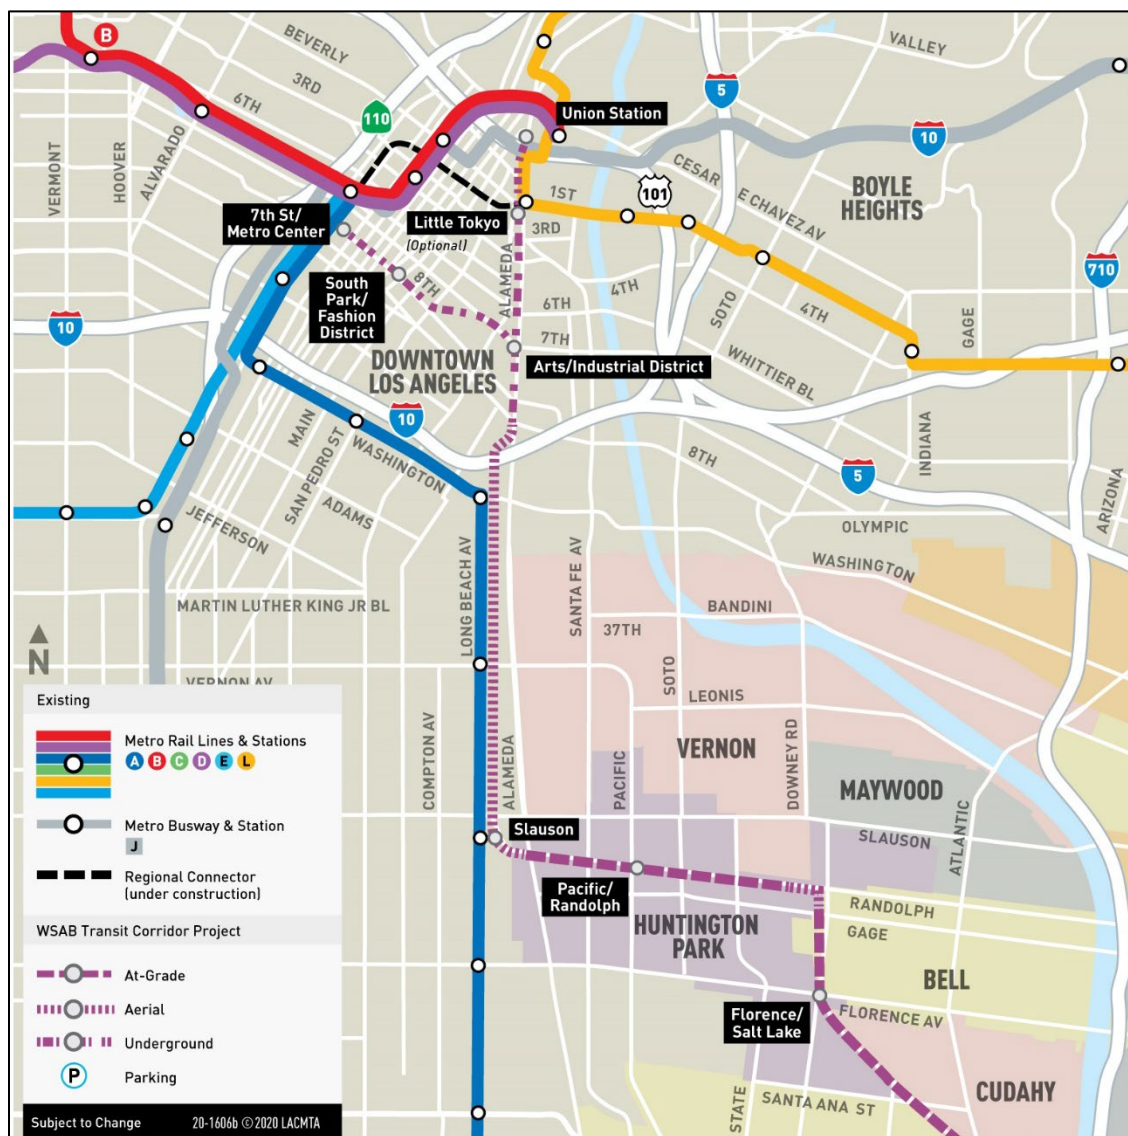 B
BEVERLY
3RD
6TH
110
VALLEY
5
10
Union Station
VERMONT
HOOVER
ALVARADO
CESAR
E CHAVEZ AV
BOYLE
HEIGHTS
101
1ST
3RD
7th St/
Metro Center
Little Tokyo
(Optional)
ALAMEDA
4TH
SOTO
4TH
GAGE
710
South
Park/
Fashion
District
8TH
6TH
7TH
10
WHITTIER BL
DOWNTOWN
LOS ANGELES
Arts/Industrial District
10
MAIN
SAN PEDRO ST
WASHINGTON
8TH
5
INDIANA
ARIZONA
JEFFERSON
ADAMS
OLYMPIC
WASHINGTON
LONG BEACH AV
SANTA FE AV
MARTIN LUTHER KING JR BL
BANDINI
37TH
N
VERNON AV
SOTO
LEONIS
VERNON
DOWNEY RD
COMPTON AV
ALAMEDA
PACIFIC
MAYWOOD
SLAUSON
ATLANTIC
Slauson
Pacific/
Randolph
HUNTINGTON
PARK
RANDOLPH
GAGE
BELL
Florence/
Salt Lake
FLORENCE AV
CUDAHY
STATE
SANTA ANA ST
Existing
Metro Rail Lines & Stations
A B C D E L
Metro Busway & Station
J
Regional Connector
(under construction)
WSAB Transit Corridor Project
At-Grade
Aerial
Underground
P Parking
Subject to Change 20-1606b © 2020 LACMTA